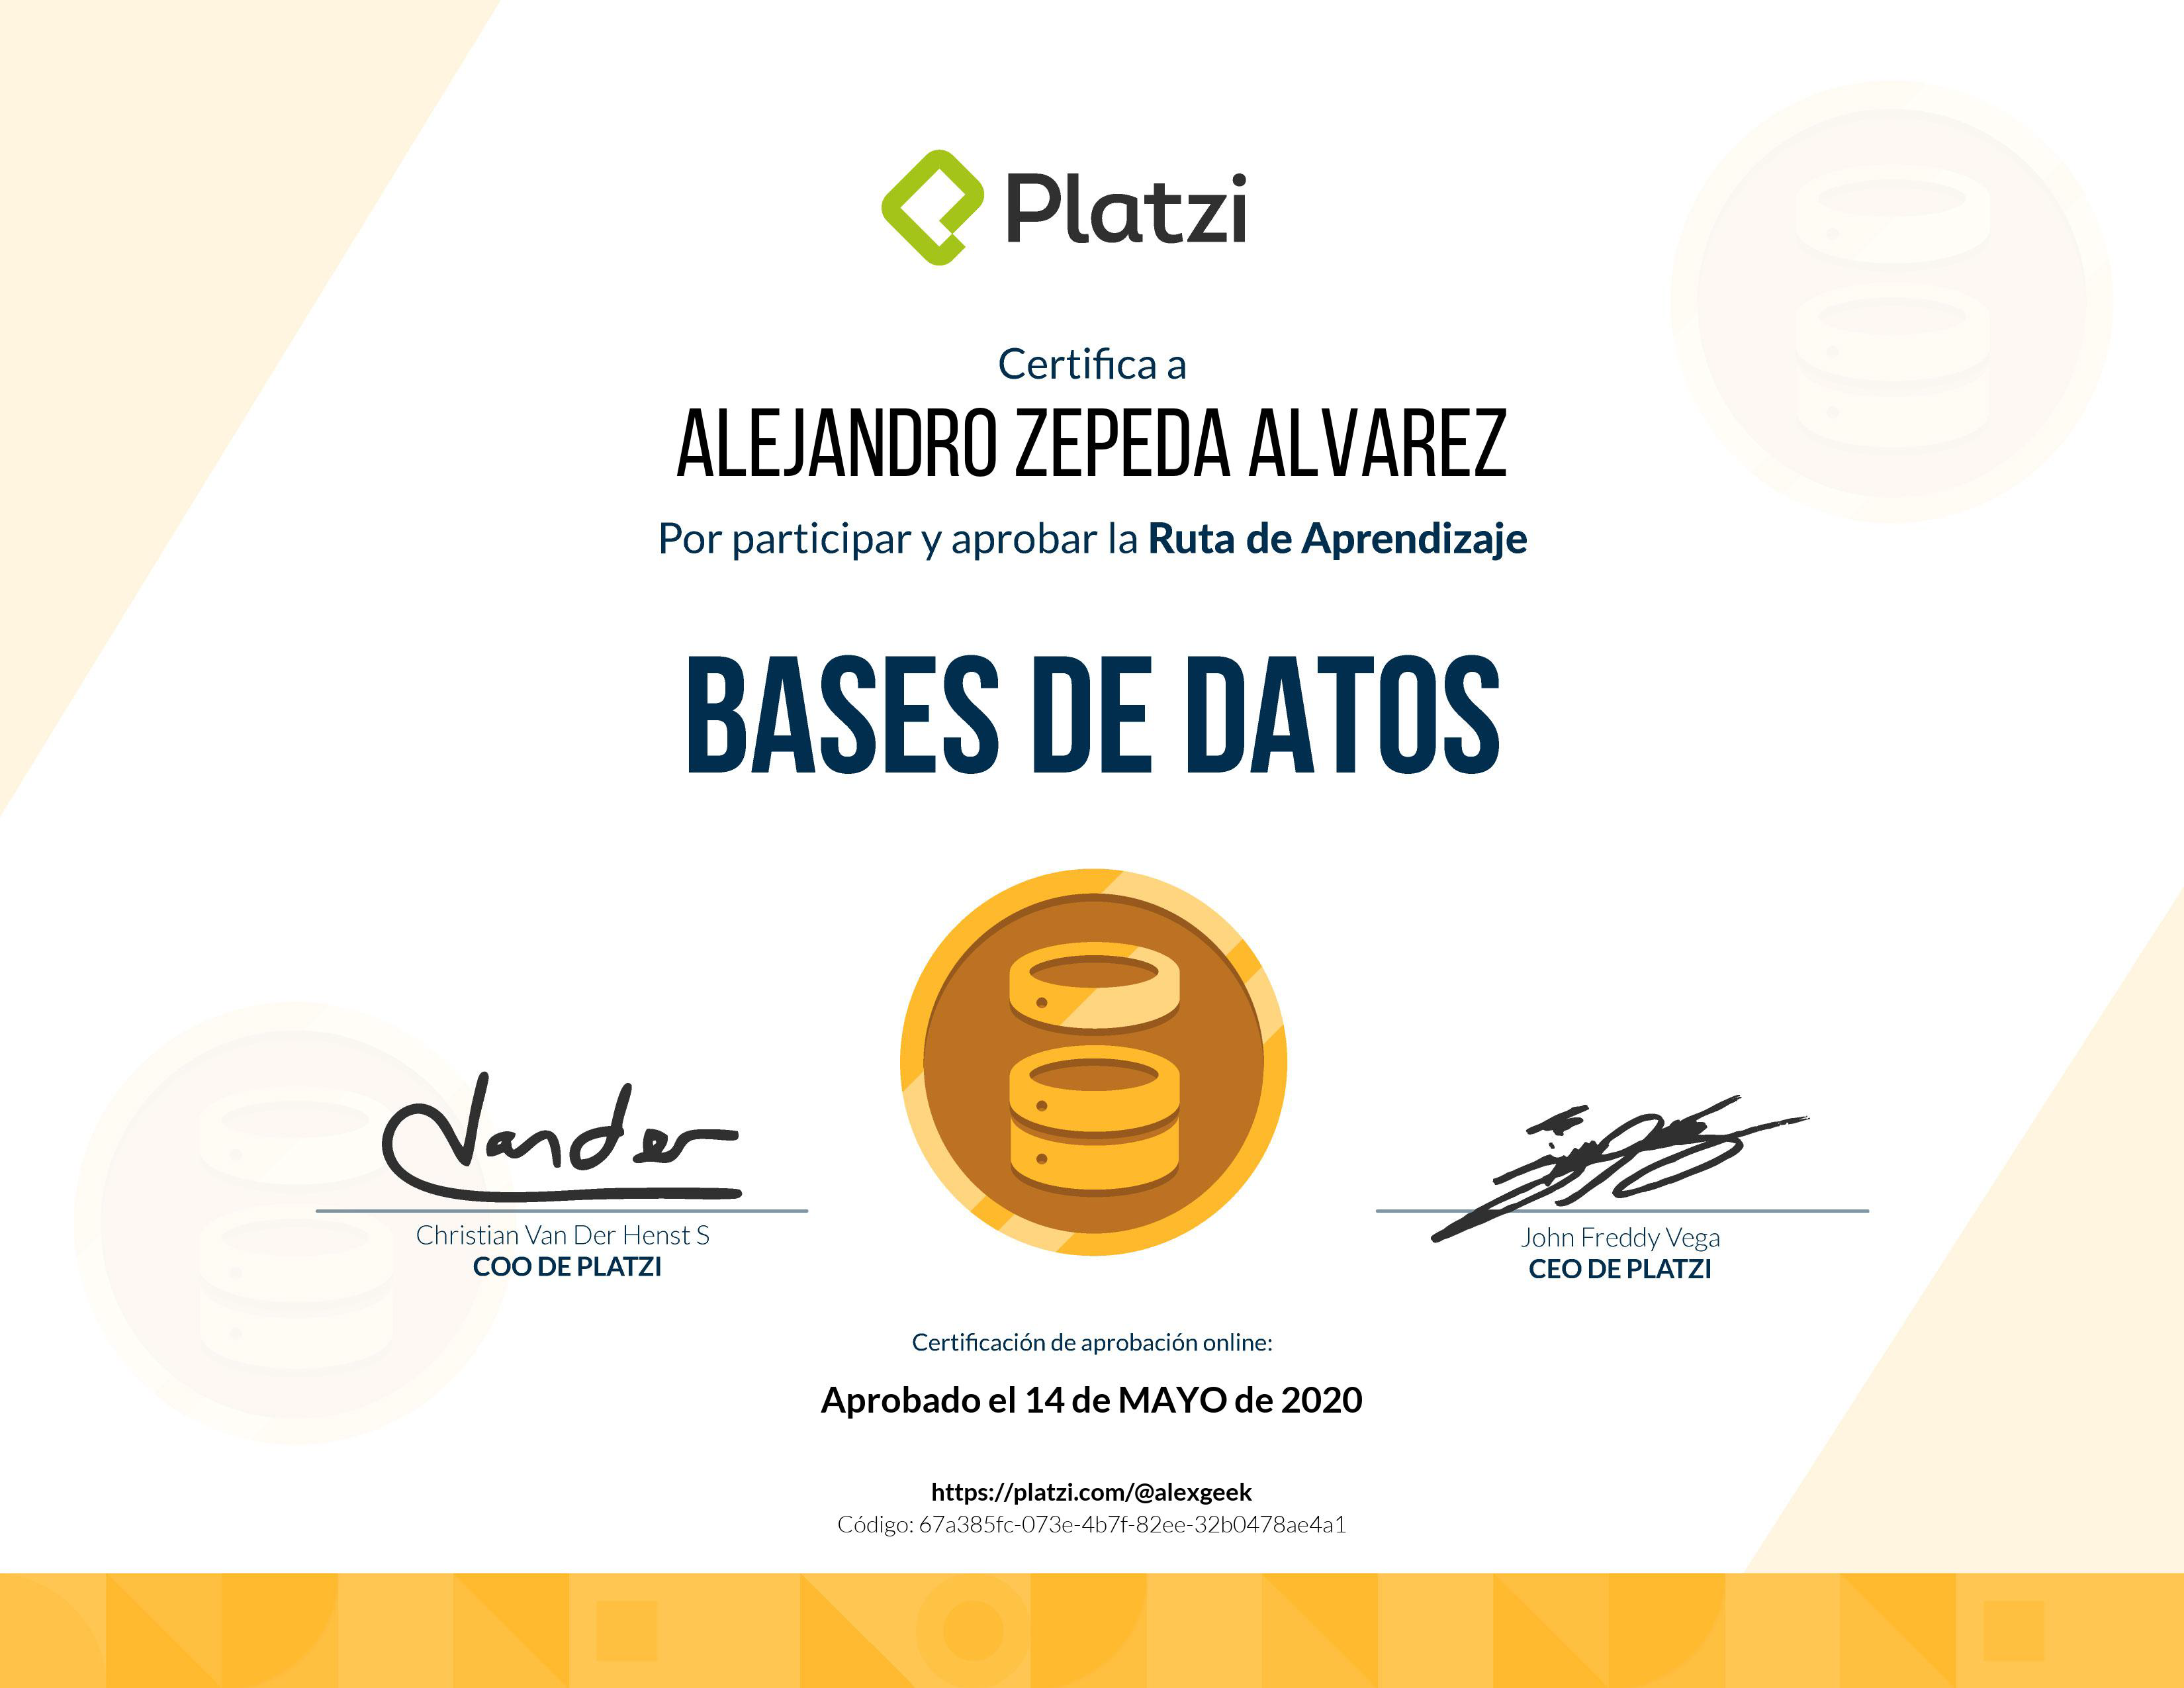 Platzi
Certifica a
ALEJANDRO ZEPEDA ALVAREZ
Por participar y aprobar la Ruta de Aprendizaje
BASES DE DATOS
Vander
Christian Van Der Henst S
COO DE PLATZI
John Freddy Vega
CEO DE PLATZI
Certificación de aprobación online:
Aprobado el 14 de MAYO de 2020
https://platzi.com/@alexgeek
Código: 67a385fc-073e-4b7f-82ee-32b0478ae4a1